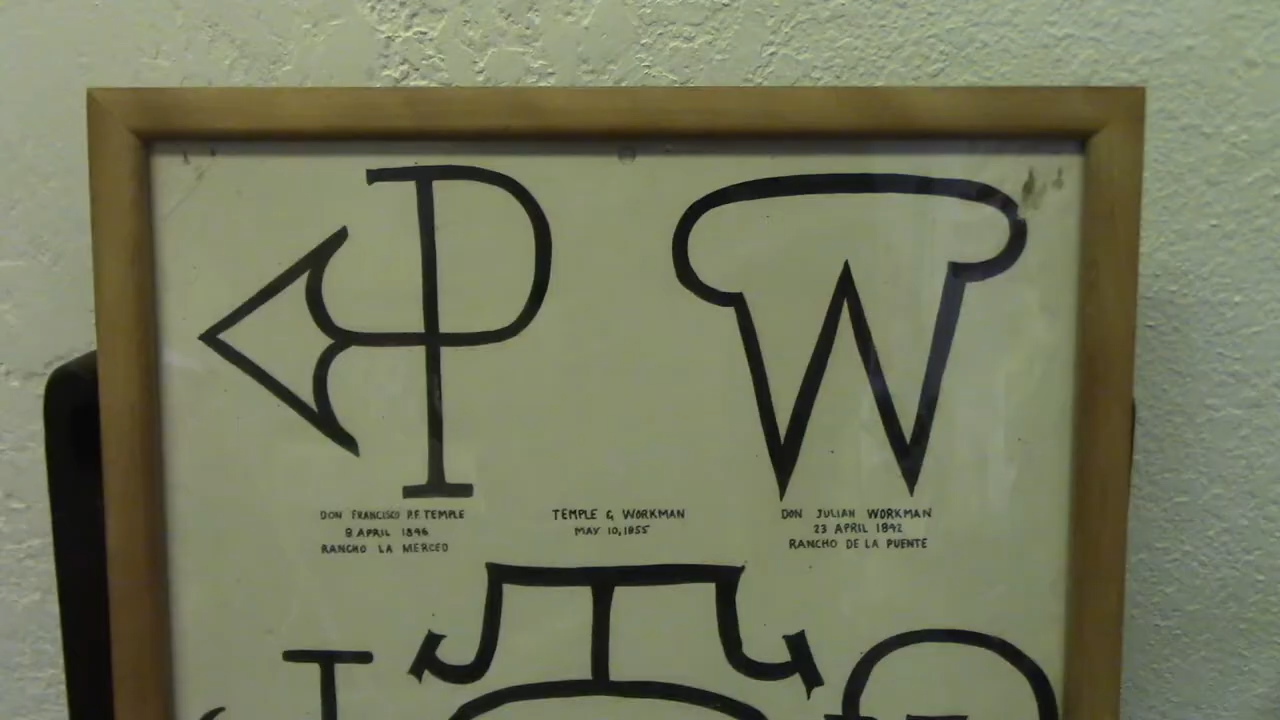 DON FRANCISCO P.F. TEMPLE
8 APRIL 1846
RANCHO LA MERCED
TEMPLE & WORKMAN
MAY 10, 1855
DON JULIAN WORKMAN
23 APRIL 1842
RANCHO DE LA PUENTE